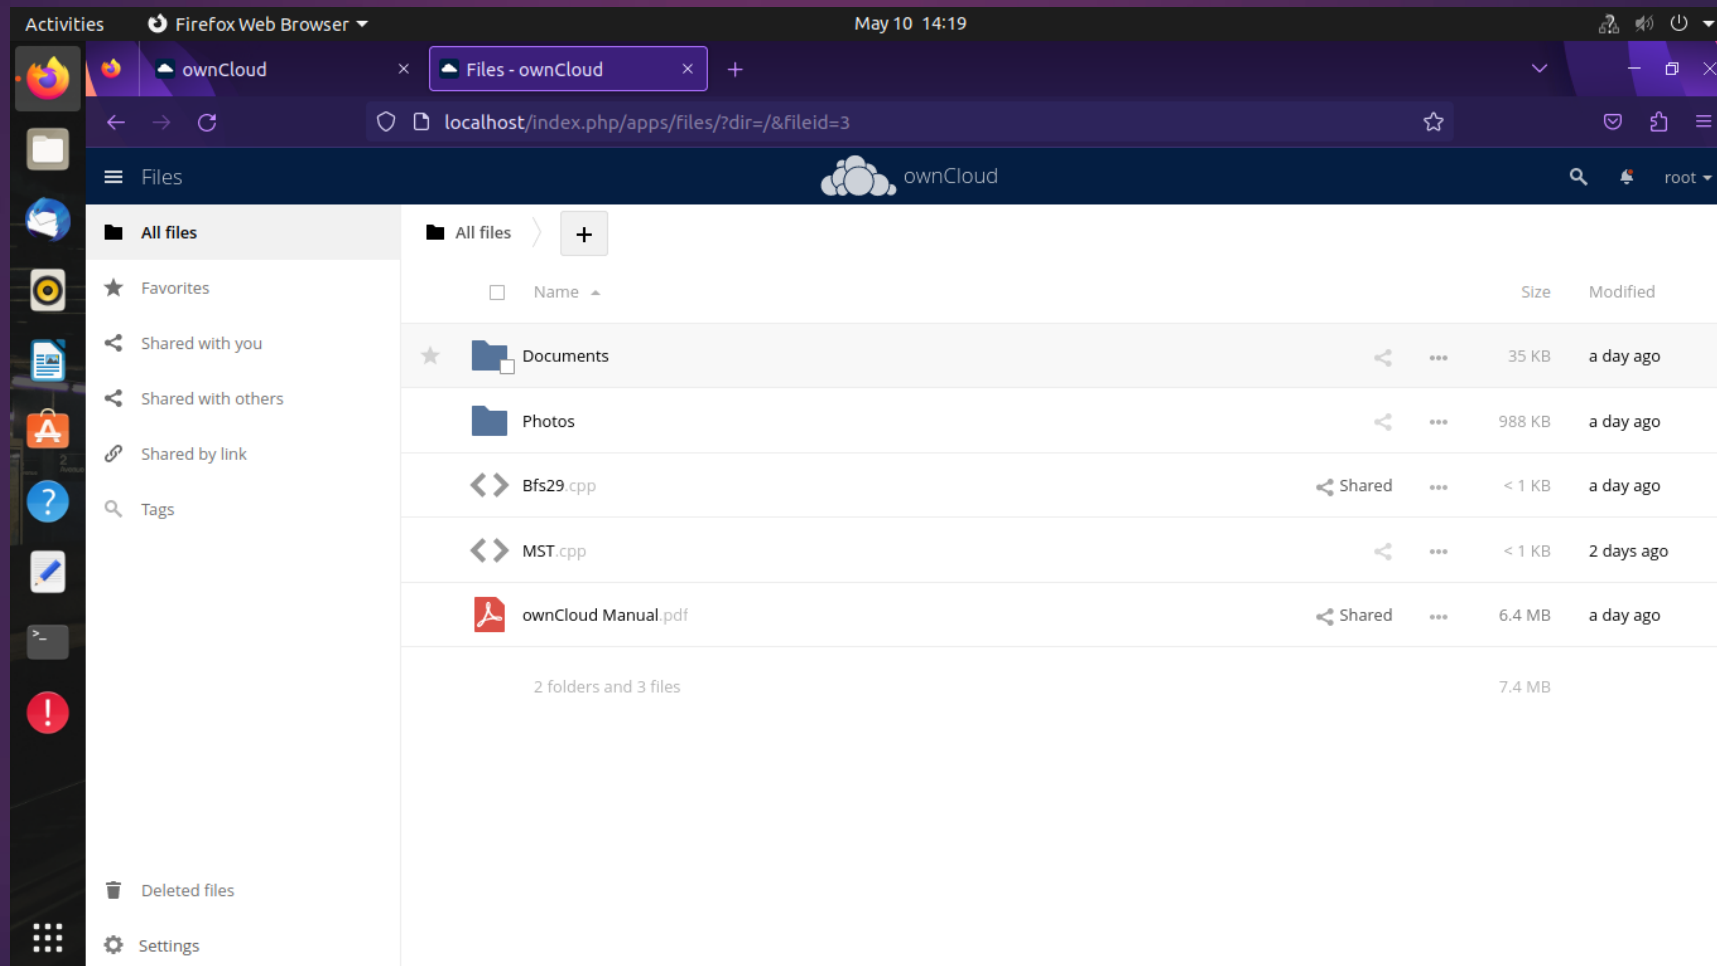 Activities Firefox Web Browser May 10 14:19
ownCloud Files - ownCloud
localhost/index.php/apps/files/?dir=/&fileid=3
Files ownCloud root
All files
Favorites
Shared with you
Shared with others
Shared by link
Tags
Deleted files
Settings
All files +
Name Size Modified
Documents 35 KB a day ago
Photos 988 KB a day ago
Bfs29.cpp Shared < 1 KB a day ago
MST.cpp < 1 KB 2 days ago
ownCloud Manual.pdf Shared 6.4 MB a day ago
2 folders and 3 files 7.4 MB